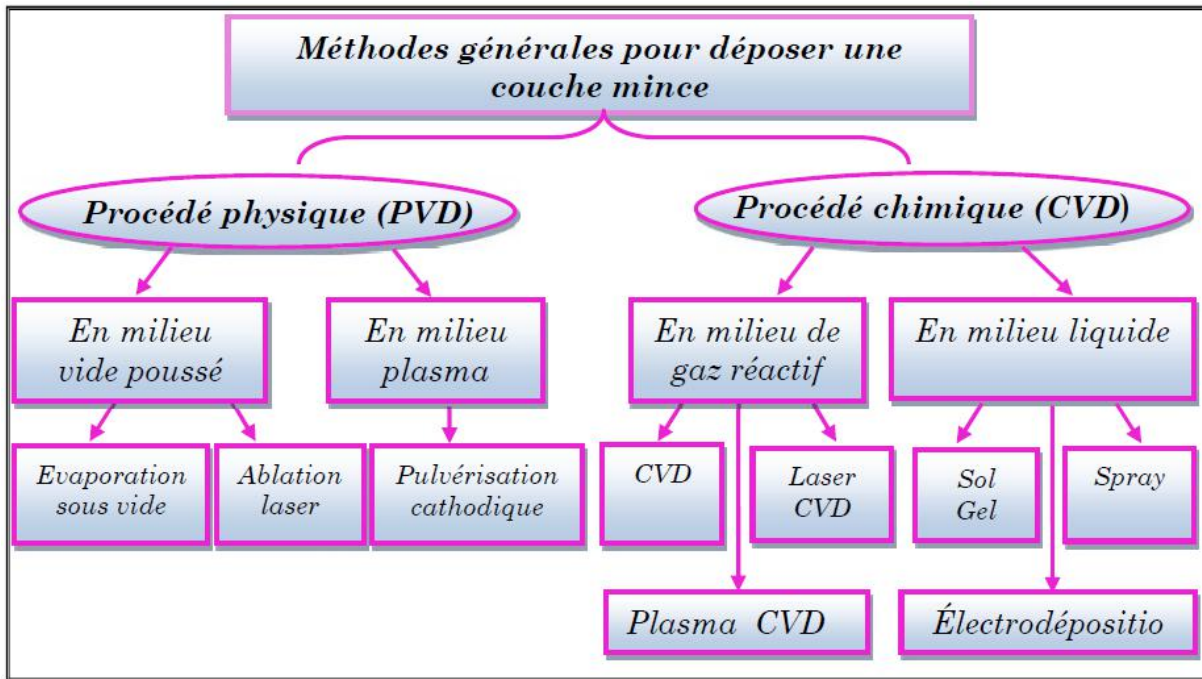 Méthodes générales pour déposer une
couche mince
Procédé physique (PVD)
Procédé chimique (CVD)
En milieu
vide poussé
En milieu
plasma
En milieu de
gaz réactif
En milieu liquide
Evaporation
sous vide
Ablation
laser
Pulvérisation
cathodique
CVD
Laser
CVD
Sol
Gel
Spray
Plasma CVD
Électrodépositio